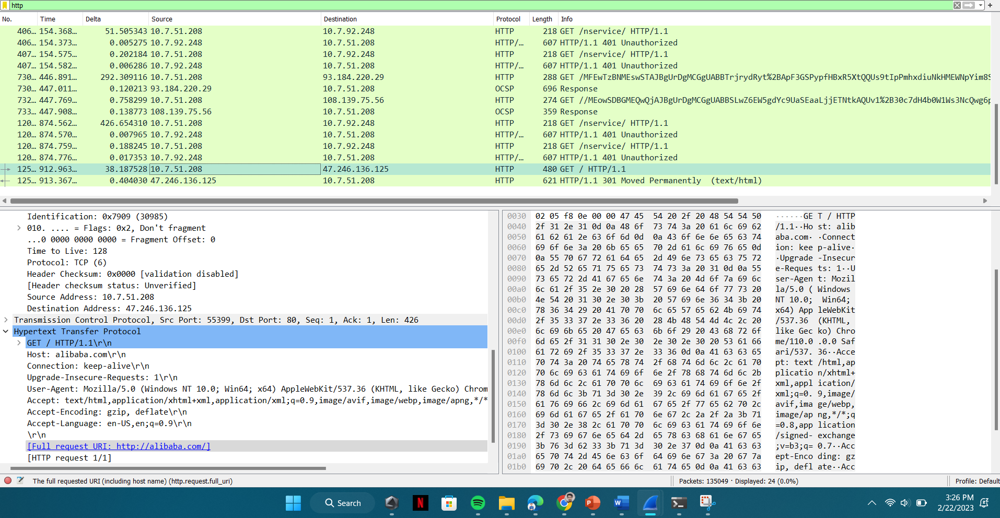 http
No. Time Delta Source Destination Protocol Length Info
406… 154.368… 51.505343 10.7.51.208 10.7.92.248 HTTP 218 GET /nservice/ HTTP/1.1
406… 154.373… 0.005275 10.7.92.248 10.7.51.208 HTTP/… 607 HTTP/1.1 401 Unauthorized
407… 154.575… 0.202184 10.7.51.208 10.7.92.248 HTTP 218 GET /nservice/ HTTP/1.1
407… 154.582… 0.006286 10.7.92.248 10.7.51.208 HTTP/… 607 HTTP/1.1 401 Unauthorized
730… 446.891… 292.309116 10.7.51.208 93.184.220.29 HTTP 288 GET /MFEwTzBNMEswSTAJBgUrDgMCGgUABBTrjrydRyt%2BApF3GSPypfHBxR5XtQQUs9tIpPmhxdiuNkHMEWNpYim8S
730… 447.011… 0.120213 93.184.220.29 10.7.51.208 OCSP 696 Response
732… 447.769… 0.758299 10.7.51.208 108.139.75.56 HTTP 274 GET //MEowSDBGMEQwQjAJBgUrDgMCGgUABBSLwZ6EW5gdYc9UaSEaaLjjETNtkAQUv1%2B30c7dH4b0W1Ws3NcQwg6p
733… 447.908… 0.138773 108.139.75.56 10.7.51.208 OCSP 359 Response
120… 874.562… 426.654310 10.7.51.208 10.7.92.248 HTTP 218 GET /nservice/ HTTP/1.1
120… 874.570… 0.007965 10.7.92.248 10.7.51.208 HTTP/… 607 HTTP/1.1 401 Unauthorized
120… 874.759… 0.188245 10.7.51.208 10.7.92.248 HTTP 218 GET /nservice/ HTTP/1.1
120… 874.776… 0.017353 10.7.92.248 10.7.51.208 HTTP/… 607 HTTP/1.1 401 Unauthorized
125… 912.963… 38.187528 10.7.51.208 47.246.136.125 HTTP 480 GET / HTTP/1.1
125… 913.367… 0.404030 47.246.136.125 10.7.51.208 HTTP 621 HTTP/1.1 301 Moved Permanently (text/html)
Identification: 0x7909 (30985)
010. .... = Flags: 0x2, Don't fragment
...0 0000 0000 0000 = Fragment Offset: 0
Time to Live: 128
Protocol: TCP (6)
Header Checksum: 0x0000 [validation disabled]
[Header checksum status: Unverified]
Source Address: 10.7.51.208
Destination Address: 47.246.136.125
Transmission Control Protocol, Src Port: 55399, Dst Port: 80, Seq: 1, Ack: 1, Len: 426
Hypertext Transfer Protocol
GET / HTTP/1.1\r\n
Host: alibaba.com\r\n
Connection: keep-alive\r\n
Upgrade-Insecure-Requests: 1\r\n
User-Agent: Mozilla/5.0 (Windows NT 10.0; Win64; x64) AppleWebKit/537.36 (KHTML, like Gecko) Chrom
Accept: text/html,application/xhtml+xml,application/xml;q=0.9,image/avif,image/webp,image/apng,*/*
Accept-Encoding: gzip, deflate\r\n
Accept-Language: en-US,en;q=0.9\r\n
\r\n
[Full request URI: http://alibaba.com/]
[HTTP request 1/1]
0030 02 05 f8 0e 00 00 47 45 54 20 2f 20 48 54 54 50 ······GE T / HTTP
0040 2f 31 2e 31 0d 0a 48 6f 73 74 3a 20 61 6c 69 62 /1.1··Ho st: alib
0050 61 62 61 2e 63 6f 6d 0d 0a 43 6f 6e 6e 65 63 74 aba.com· ·Connect
0060 69 6f 6e 3a 20 6b 65 65 70 2d 61 6c 69 76 65 0d ion: kee p-alive·
0070 0a 55 70 67 72 61 64 65 2d 49 6e 73 65 63 75 72 ·Upgrade -Insecur
0080 65 2d 52 65 71 75 65 73 74 73 3a 20 31 0d 0a 55 e-Reques ts: 1··U
0090 73 65 72 2d 41 67 65 6e 74 3a 20 4d 6f 7a 69 6c ser-Agen t: Mozil
00a0 6c 61 2f 35 2e 30 20 28 57 69 6e 64 6f 77 73 20 la/5.0 ( Windows
00b0 4e 54 20 31 30 2e 30 3b 20 57 69 6e 36 34 3b 20 NT 10.0; Win64;
00c0 78 36 34 29 20 41 70 70 6c 65 57 65 62 4b 69 74 x64) App leWebKit
00d0 2f 35 33 37 2e 33 36 20 28 4b 48 54 4d 4c 2c 20 /537.36 (KHTML,
00e0 6c 69 6b 65 20 47 65 63 6b 6f 29 20 43 68 72 6f like Gec ko) Chro
00f0 6d 65 2f 31 31 30 2e 30 2e 30 2e 30 20 53 61 66 me/110.0 .0.0 Saf
0100 61 72 69 2f 35 33 37 2e 33 36 0d 0a 41 63 63 65 ari/537. 36··Acce
0110 70 74 3a 20 74 65 78 74 2f 68 74 6d 6c 2c 61 70 pt: text /html,ap
0120 70 6c 69 63 61 74 69 6f 6e 2f 78 68 74 6d 6c 2b plicatio n/xhtml+
0130 78 6d 6c 2c 61 70 70 6c 69 63 61 74 69 6f 6e 2f xml,appl ication/
0140 78 6d 6c 3b 71 3d 30 2e 39 2c 69 6d 61 67 65 2f xml;q=0. 9,image/
0150 61 76 69 66 2c 69 6d 61 67 65 2f 77 65 62 70 2c avif,ima ge/webp,
0160 69 6d 61 67 65 2f 61 70 6e 67 2c 2a 2f 2a 3b 71 image/ap ng,*/*;q
0170 3d 30 2e 38 2c 61 70 70 6c 69 63 61 74 69 6f 6e =0.8,app lication
0180 2f 73 69 67 6e 65 64 2d 65 78 63 68 61 6e 67 65 /signed- exchange
0190 3b 76 3d 62 33 3b 71 3d 30 2e 37 0d 0a 41 63 63 ;v=b3;q= 0.7··Acc
01a0 65 70 74 2d 45 6e 63 6f 64 69 6e 67 3a 20 67 7a ept-Enco ding: gz
01b0 69 70 2c 20 64 65 66 6c 61 74 65 0d 0a 41 63 63 ip, defl ate··Acc
The full requested URI (including host name) (http.request.full_uri)
Packets: 135049 · Displayed: 24 (0.0%)
Profile: Default
Search
3:26 PM
2/22/2023